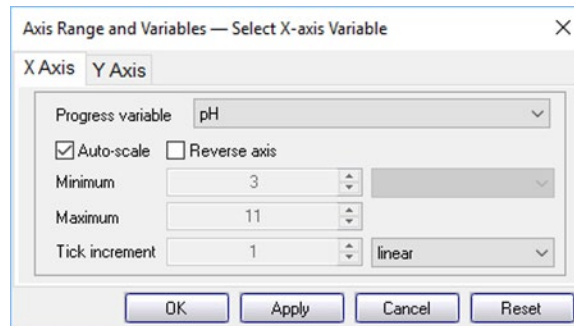 Axis Range and Variables — Select X-axis Variable
X Axis Y Axis
Progress variable pH
Auto-scale Reverse axis
Minimum 3
Maximum 11
Tick increment 1 linear
OK Apply Cancel Reset